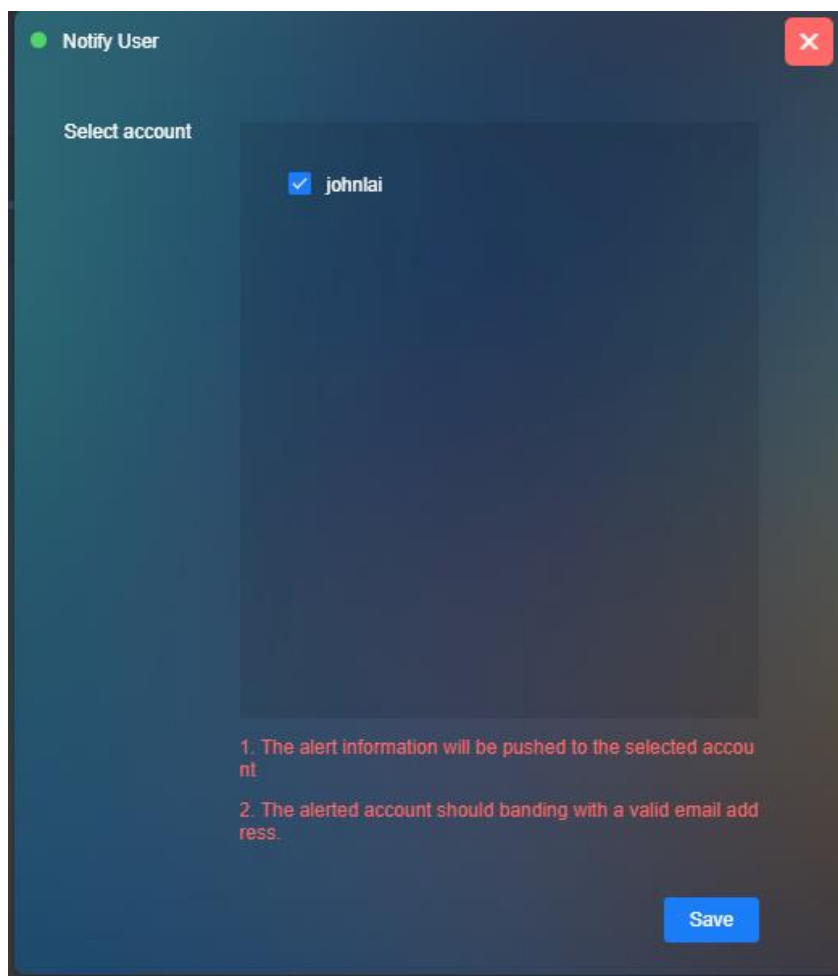 Notify User
Select account
johnlai
1. The alert information will be pushed to the selected accou
nt
2. The alerted account should banding with a valid email add
ress.
Save